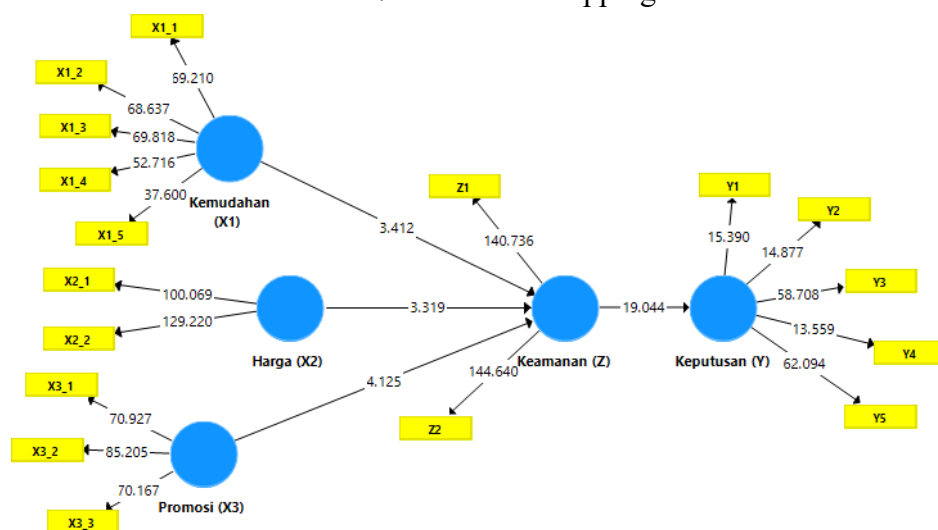 X1_1
X1_2
X1_3
X1_4
X1_5
59.210
68.637
69.818
52.716
37.600
Kemudahan
(X1)
X2_1
X2_2
100.069
129.220
Harga (X2)
X3_1
X3_2
X3_3
70.927
85.205
70.167
Promosi (X3)
3.412
3.319
4.125
Z1
140.736
Keamanan (Z)
144.640
Z2
19.044
Y1
Y2
Y3
Y4
Y5
15.390
14.877
58.708
13.559
62.094
Keputusan (Y)